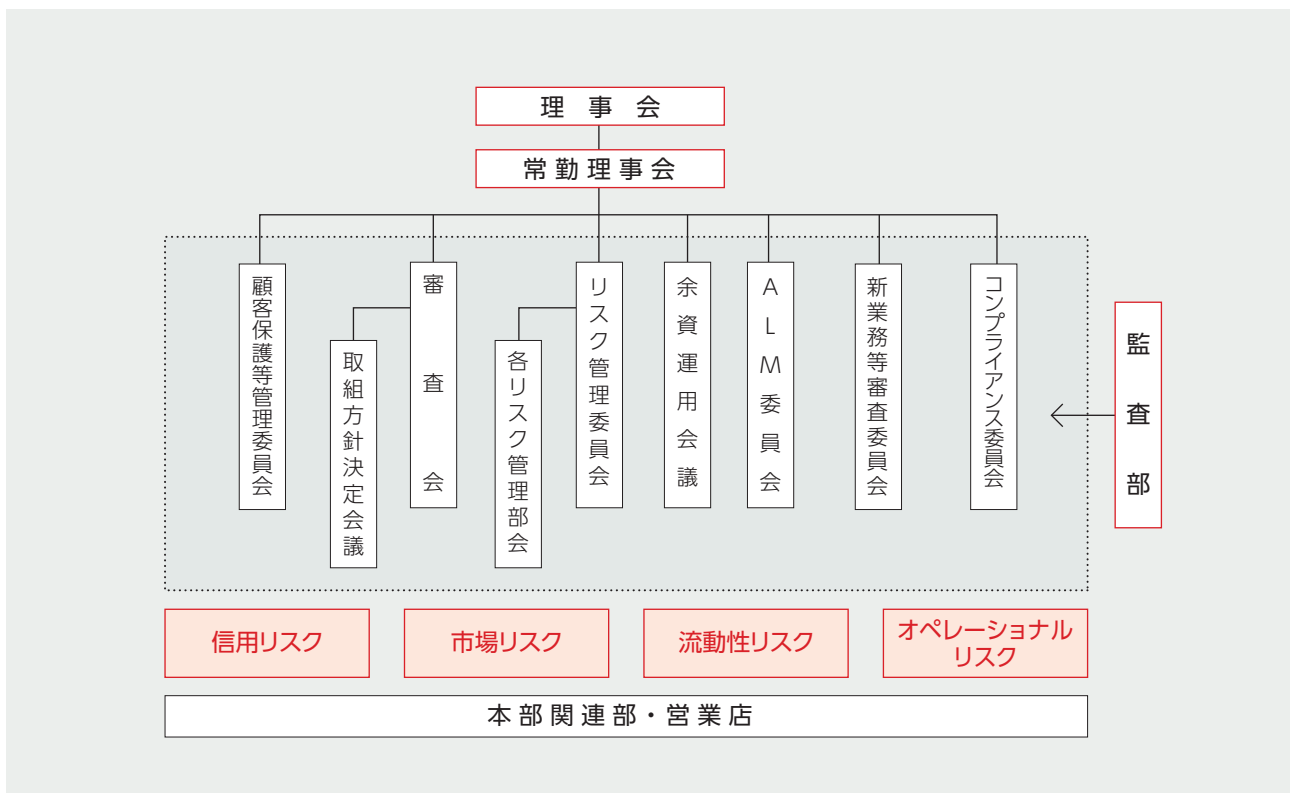 理事会
常勤理事会
顧客保護等管理委員会
取組方針決定会議
審査会
各リスク管理部会
リスク管理委員会
余資運用会議
ALM委員会
新業務等審査委員会
コンプライアンス委員会
監査部
信用リスク
市場リスク
流動性リスク
オペレーショナル
リスク
本部関連部・営業店